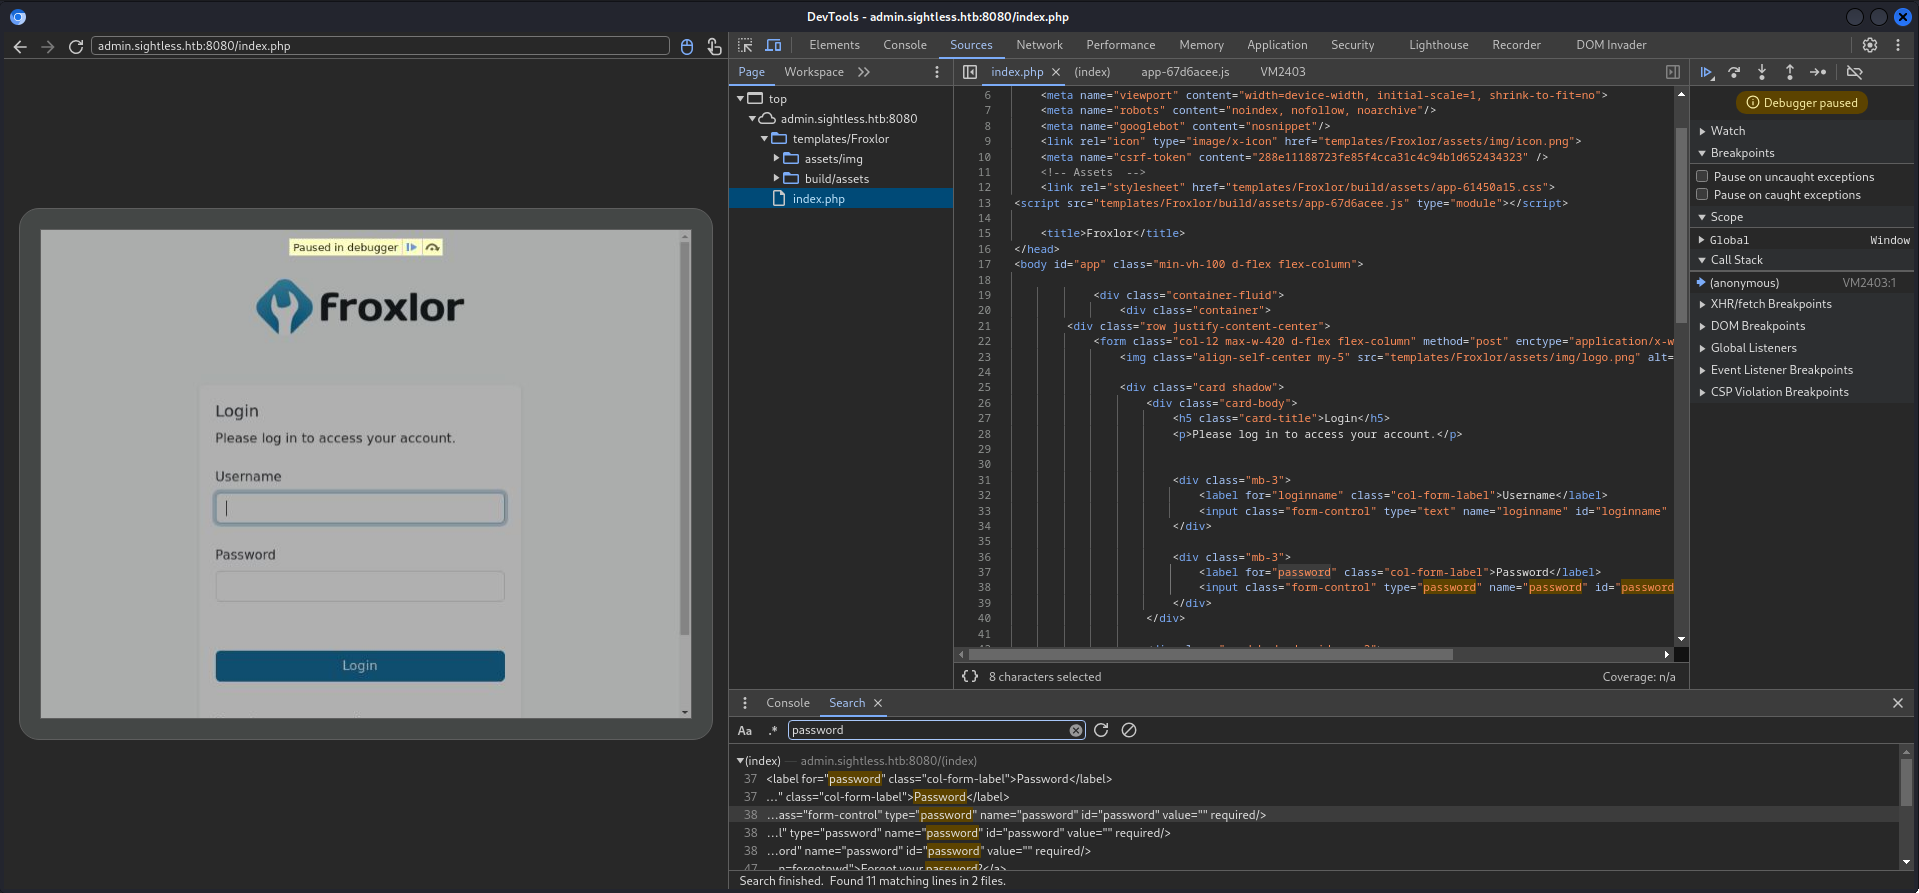 DevTools - admin.sightless.htb:8080/index.php
admin.sightless.htb:8080/index.php
Elements Console Sources Network Performance Memory Application Security Lighthouse Recorder DOM Invader
Page Workspace
index.php (index) app-67d6acee.js VM2403
top
admin.sightless.htb:8080
templates/Froxlor
assets/img
build/assets
index.php
Paused in debugger
froxlor
Login
Please log in to access your account.
Username
Password
Login
6 <meta name="viewport" content="width=device-width, initial-scale=1, shrink-to-fit=no">
7 <meta name="robots" content="noindex, nofollow, noarchive"/>
8 <meta name="googlebot" content="nosnippet"/>
9 <link rel="icon" type="image/x-icon" href="templates/Froxlor/assets/img/icon.png">
10 <meta name="csrf-token" content="288e11188723fe85f4cca31c4c94b1d652434323" />
11 <!-- Assets -->
12 <link rel="stylesheet" href="templates/Froxlor/build/assets/app-61450a15.css">
13 <script src="templates/Froxlor/build/assets/app-67d6acee.js" type="module"></script>
14
15 <title>Froxlor</title>
16 </head>
17 <body id="app" class="min-vh-100 d-flex flex-column">
18
19 <div class="container-fluid">
20 <div class="container">
21 <div class="row justify-content-center">
22 <form class="col-12 max-w-420 d-flex flex-column" method="post" enctype="application/x-w
23 <img class="align-self-center my-5" src="templates/Froxlor/assets/img/logo.png" alt=
24
25 <div class="card shadow">
26 <div class="card-body">
27 <h5 class="card-title">Login</h5>
28 <p>Please log in to access your account.</p>
29
30
31 <div class="mb-3">
32 <label for="loginname" class="col-form-label">Username</label>
33 <input class="form-control" type="text" name="loginname" id="loginname"
34 </div>
35
36 <div class="mb-3">
37 <label for="password" class="col-form-label">Password</label>
38 <input class="form-control" type="password" name="password" id="password
39 </div>
40 </div>
41
{} 8 characters selected Coverage: n/a
Debugger paused
Watch
Breakpoints
Pause on uncaught exceptions
Pause on caught exceptions
Scope
Global Window
Call Stack
(anonymous) VM2403:1
XHR/fetch Breakpoints
DOM Breakpoints
Global Listeners
Event Listener Breakpoints
CSP Violation Breakpoints
Console Search
Aa .* password
(index) — admin.sightless.htb:8080/(index)
37 <label for="password" class="col-form-label">Password</label>
37 …" class="col-form-label">Password</label>
38 …ass="form-control" type="password" name="password" id="password" value="" required/>
38 …l" type="password" name="password" id="password" value="" required/>
38 …ord" name="password" id="password" value="" required/>
47 …n=forgotpwd">Forgot your password?</a>
Search finished. Found 11 matching lines in 2 files.